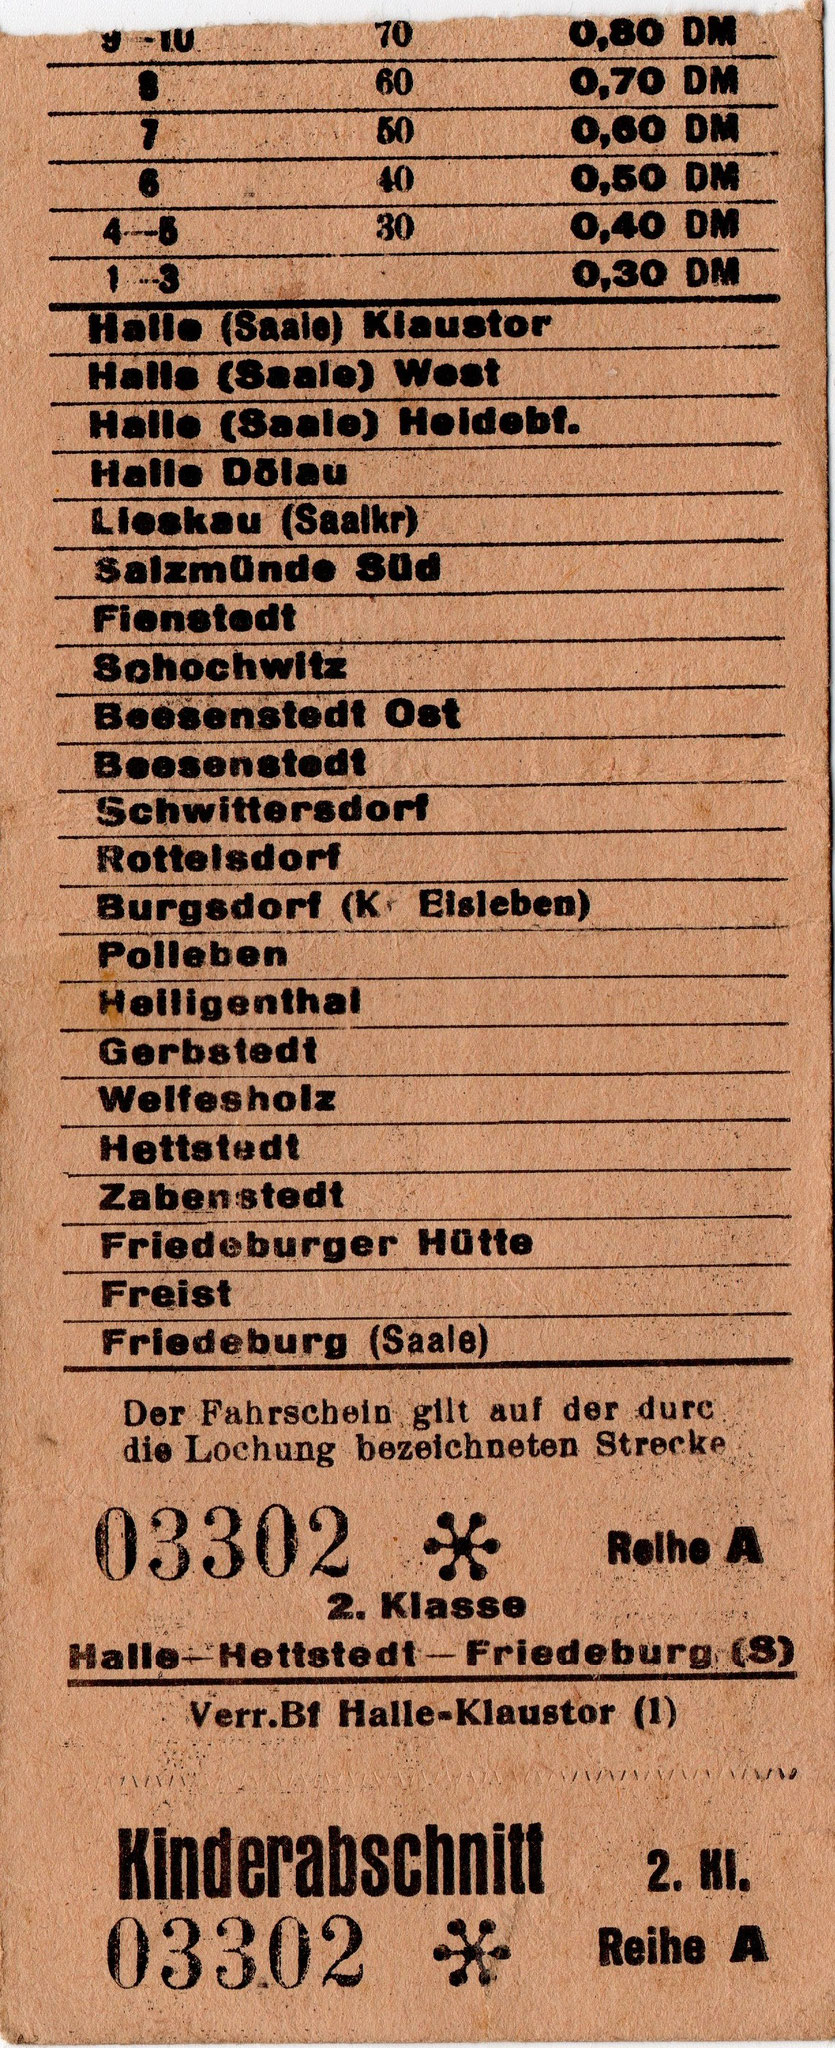 9-10 70 0,80 DM
8 60 0,70 DM
7 50 0,60 DM
6 40 0,50 DM
4-5 30 0,40 DM
1-3 0,30 DM
Halle (Saale) Klaustor
Halle (Saale) West
Halle (Saale) Heidebf.
Halle Dölau
Lieskau (Saalkr)
Salzmünde Süd
Fienstedt
Schochwitz
Beesenstedt Ost
Beesenstedt
Schwittersdorf
Rottelsdorf
Burgsdorf (Kr Eisleben)
Polleben
Heiligenthal
Gerbstedt
Welfesholz
Hettstedt
Zabenstedt
Friedeburger Hütte
Freist
Friedeburg (Saale)
Der Fahrschein gilt auf der durc
die Lochung bezeichneten Strecke
03302 Reihe A
2. Klasse
Halle-Hettstedt-Friedeburg (S)
Verr.Bf Halle-Klaustor (1)
Kinderabschnitt 2. Kl.
03302 Reihe A